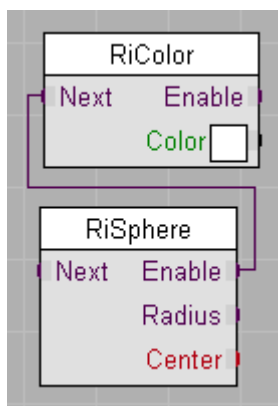 RiColor
Next Enable
Color
RiSphere
Next Enable
Radius
Center